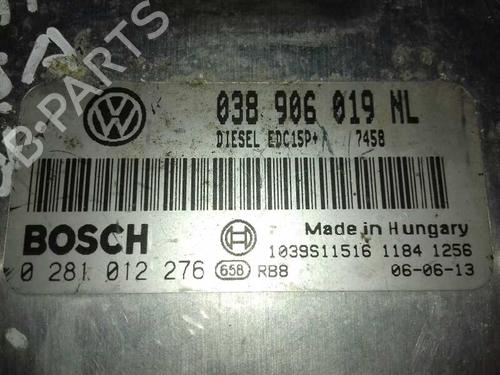 038 906 019 NL
DIESEL EDC15P+ 7458
BOSCH
Made in Hungary
1039S11516 1184 1256
0 281 012 276 658 RB8 06-06-13
B-PARTS